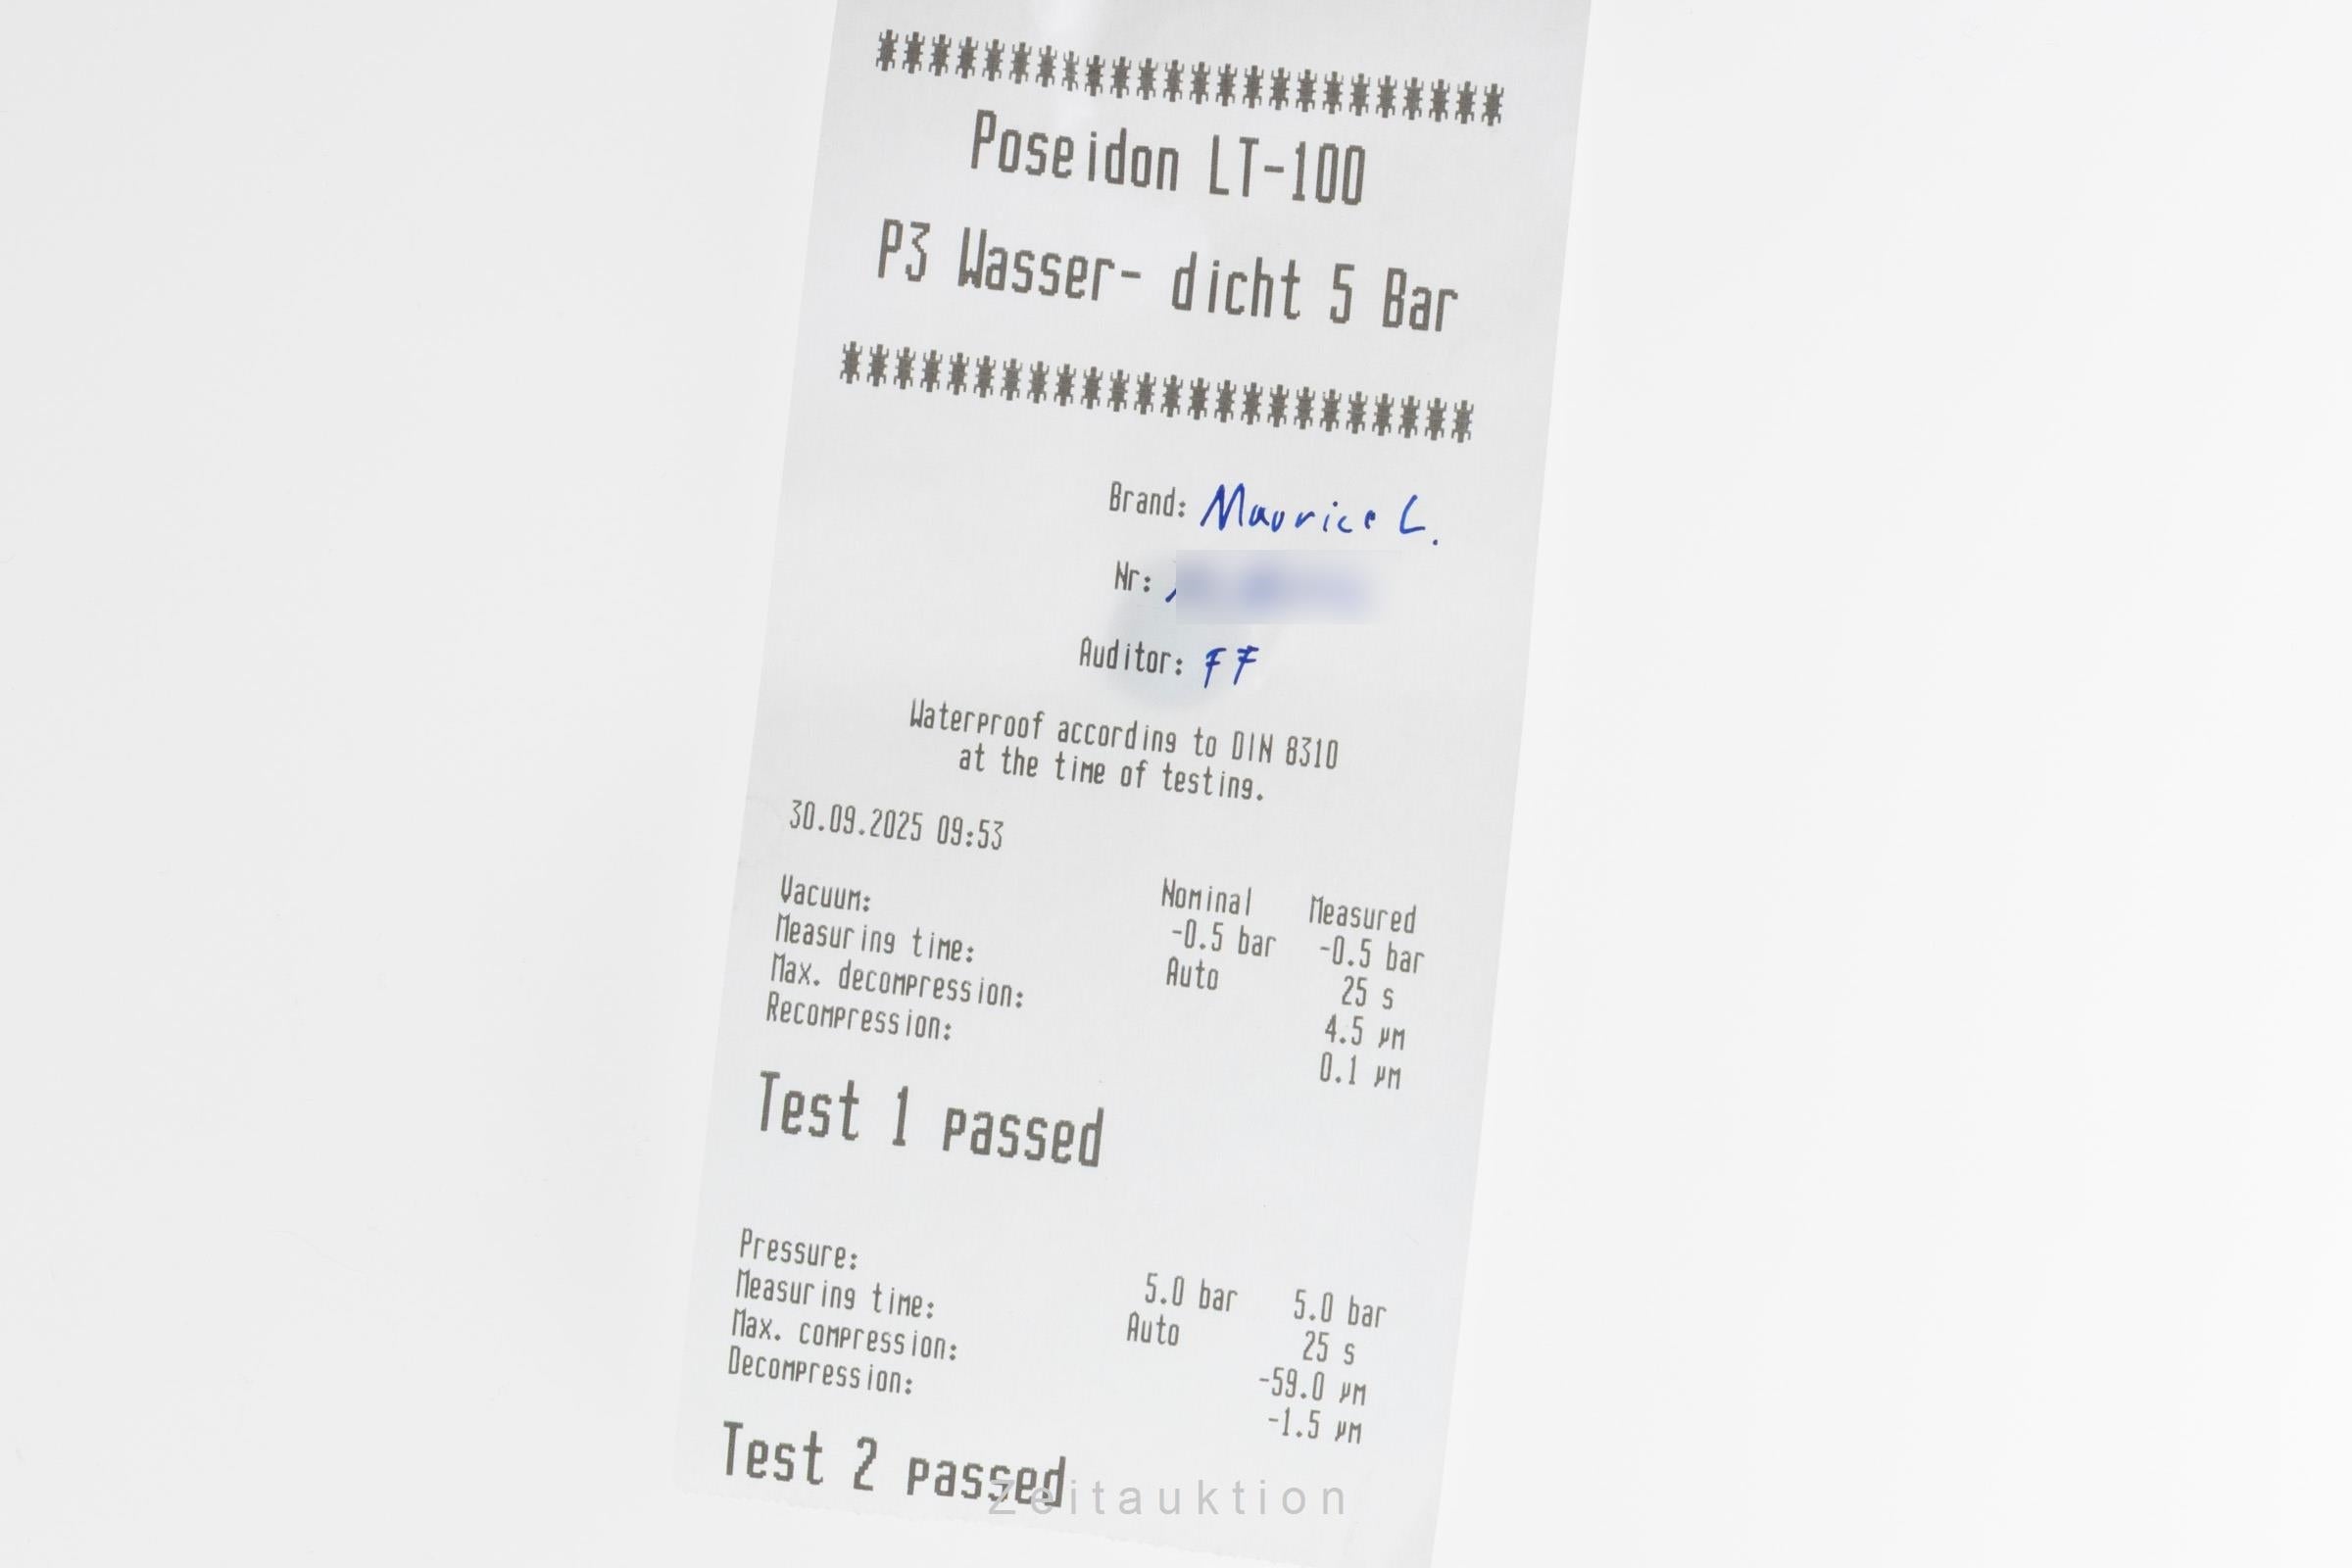 ************************
Poseidon LT-100
P3 Wasser- dicht 5 Bar
************************
Brand: Maurice L.
Nr:
Auditor: FF
Waterproof according to DIN 8310
at the time of testing.
30.09.2025 09:53
Nominal Measured
Vacuum: -0.5 bar -0.5 bar
Measuring time: Auto 25 s
Max. decompression: 4.5 µm
Recompression: 0.1 µm
Test 1 passed
Pressure: 5.0 bar 5.0 bar
Measuring time: Auto 25 s
Max. compression: -59.0 µm
Decompression: -1.5 µm
Test 2 passed
Zeitauktion